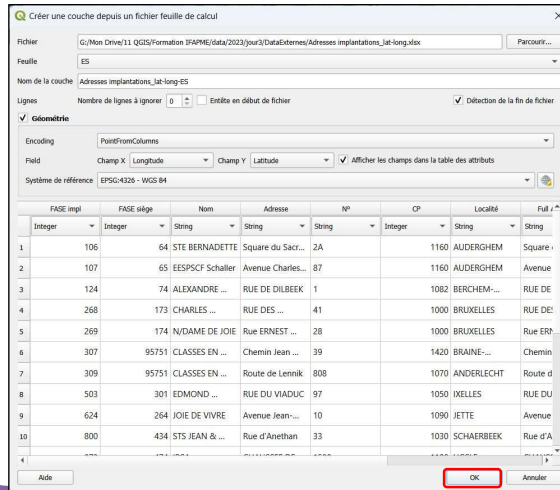 Créer une couche depuis un fichier feuille de calcul
Fichier G:/Mon Drive/11 QGIS/Formation IFAPME/data/2023/jour3/DataExternes/Adresses implantations_lat-long.xlsx Parcourir...
Feuille ES
Nom de la couche Adresses implantations_lat-long-ES
Lignes Nombre de lignes à ignorer 0 Entête en début de fichier Détection de la fin de fichier
Géométrie
Encoding PointFromColumns
Field Champ X Longitude Champ Y Latitude Afficher les champs dans la table des attributs
Système de référence EPSG:4326 - WGS 84
FASE impl FASE siège Nom Adresse Nº CP Localité Full
Integer Integer String String String Integer String String
1 106 64 STE BERNADETTE Square du Sacr... 2A 1160 AUDERGHEM Square
2 107 65 EESPSCF Schaller Avenue Charles... 87 1160 AUDERGHEM Avenue
3 124 74 ALEXANDRE ... RUE DE DILBEEK 1 1082 BERCHEM-... RUE DE
4 268 173 CHARLES ... RUE DES ... 41 1000 BRUXELLES RUE DES
5 269 174 N/DAME DE JOIE Rue ERNEST ... 28 1000 BRUXELLES Rue ERN
6 307 95751 CLASSES EN ... Chemin Jean ... 39 1420 BRAINE-... Chemin
7 309 95751 CLASSES EN ... Route de Lennik 808 1070 ANDERLECHT Route d
8 503 301 EDMOND ... RUE DU VIADUC 97 1050 IXELLES RUE DU
9 624 264 JOIE DE VIVRE Avenue Jean-... 10 1090 JETTE Avenue
10 800 434 STS JEAN & ... Rue d'Anethan 33 1030 SCHAERBEEK Rue d'A
Aide OK Annuler